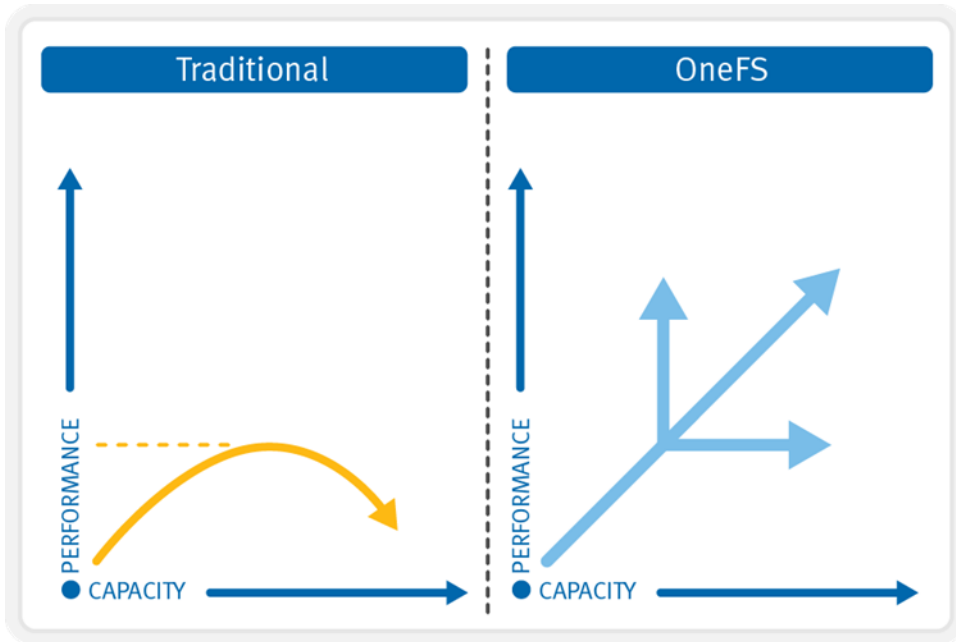 Traditional
PERFORMANCE
CAPACITY
OneFS
PERFORMANCE
CAPACITY